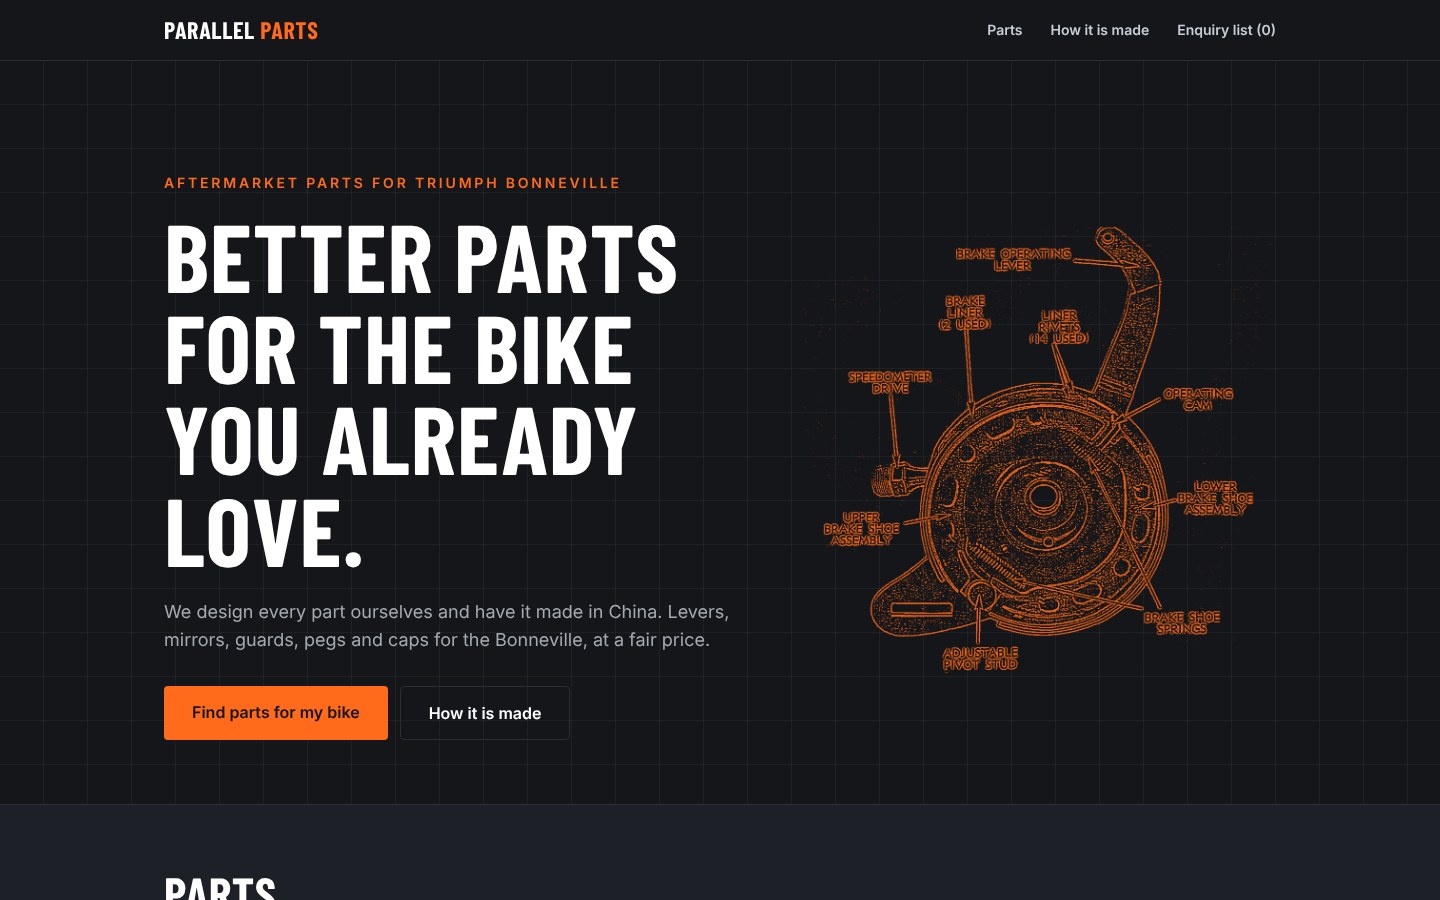 PARALLEL PARTS
Parts
How it is made
Enquiry list (0)
AFTERMARKET PARTS FOR TRIUMPH BONNEVILLE
BETTER PARTS
FOR THE BIKE
YOU ALREADY
LOVE.
We design every part ourselves and have it made in China. Levers,
mirrors, guards, pegs and caps for the Bonneville, at a fair price.
Find parts for my bike
How it is made
BRAKE OPERATING
LEVER
BRAKE
LINER
(2 USED)
LINER
RIVETS
(14 USED)
SPEEDOMETER
DRIVE
OPERATING
CAM
LOWER
BRAKE SHOE
ASSEMBLY
UPPER
BRAKE SHOE
ASSEMBLY
BRAKE SHOE
SPRINGS
ADJUSTABLE
PIVOT STUD
PARTS